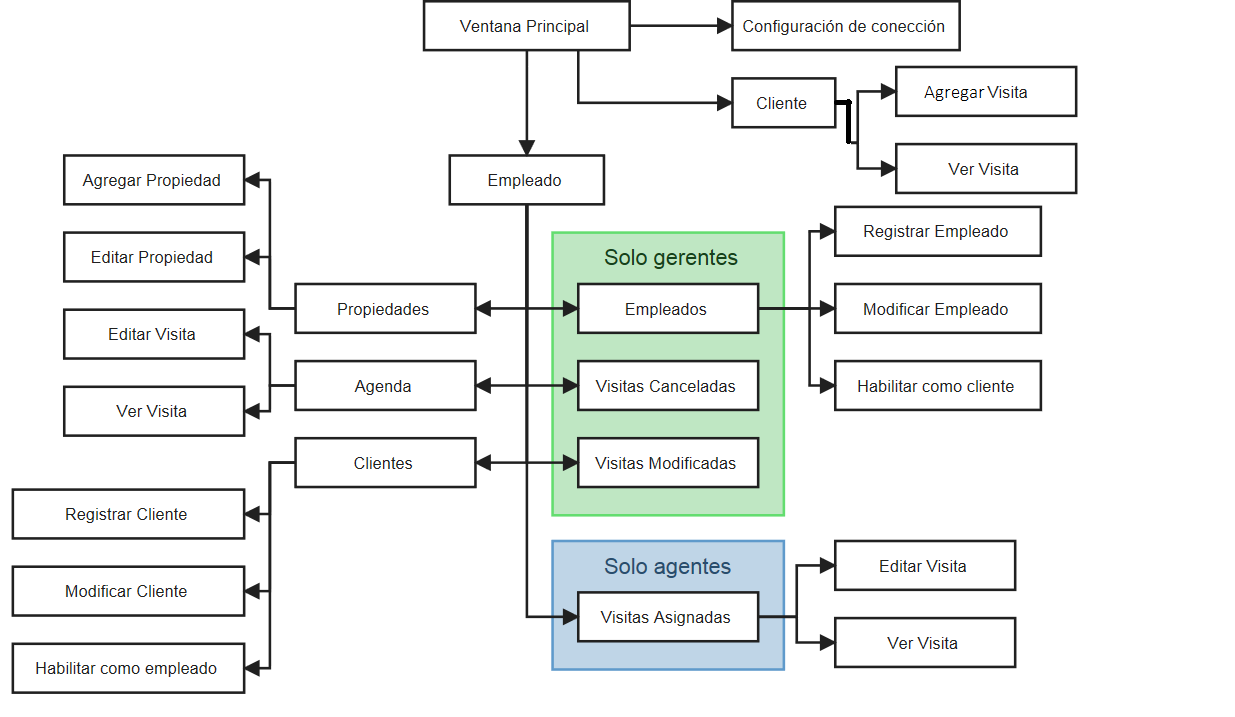 Ventana Principal
Configuración de conección
Cliente
Agregar Visita
Ver Visita
Empleado
Agregar Propiedad
Editar Propiedad
Editar Visita
Ver Visita
Propiedades
Agenda
Clientes
Registrar Cliente
Modificar Cliente
Habilitar como empleado
Solo gerentes
Empleados
Visitas Canceladas
Visitas Modificadas
Registrar Empleado
Modificar Empleado
Habilitar como cliente
Solo agentes
Visitas Asignadas
Editar Visita
Ver Visita